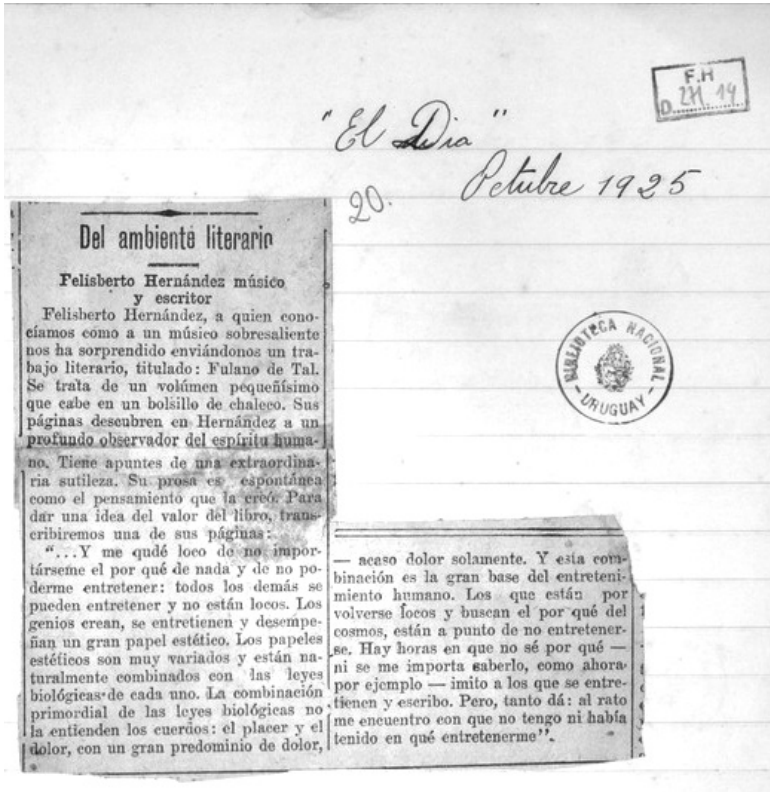 F.H
D. 271. 14
"El Dia"
Octubre 1925
20.
Del ambiente literario
Felisberto Hernández músico
y escritor
Felisberto Hernández, a quien cono-
cíamos como a un músico sobresaliente
nos ha sorprendido enviándonos un tra-
bajo literario, titulado: Fulano de Tal.
Se trata de un volúmen pequeñísimo
que cabe en un bolsillo de chaleco. Sus
páginas descubren en Hernández a un
profundo observador del espíritu huma-
no. Tiene apuntes de una extraordina-
ria sutileza. Su prosa es espontánea
como el pensamiento que la creó. Para
dar una idea del valor del libro, trans-
cribiremos una de sus páginas:
"...Y me qudé loco de no impor-
társeme el por qué de nada y de no po-
derme entretener: todos los demás se
pueden entretener y no están locos. Los
genios crean, se entretienen y desempe-
ñan un gran papel estético. Los papeles
estéticos son muy variados y están na-
turalmente combinados con las leyes
biológicas de cada uno. La combinación
primordial de las leyes biológicas no
la entienden los cuerdos: el placer y el
dolor, con un gran predominio de dolor,
— acaso dolor solamente. Y esta com-
binación es la gran base del entreteni-
miento humano. Los que están por
volverse locos y buscan el por qué del
cosmos, están a punto de no entretener-
se. Hay horas en que no sé por qué —
ni se me importa saberlo, como ahora
por ejemplo — imito a los que se entre-
tienen y escribo. Pero, tanto dá: al rato
me encuentro con que no tengo ni había
tenido en qué entretenerme".
BIBLIOTECA NACIONAL
- URUGUAY -